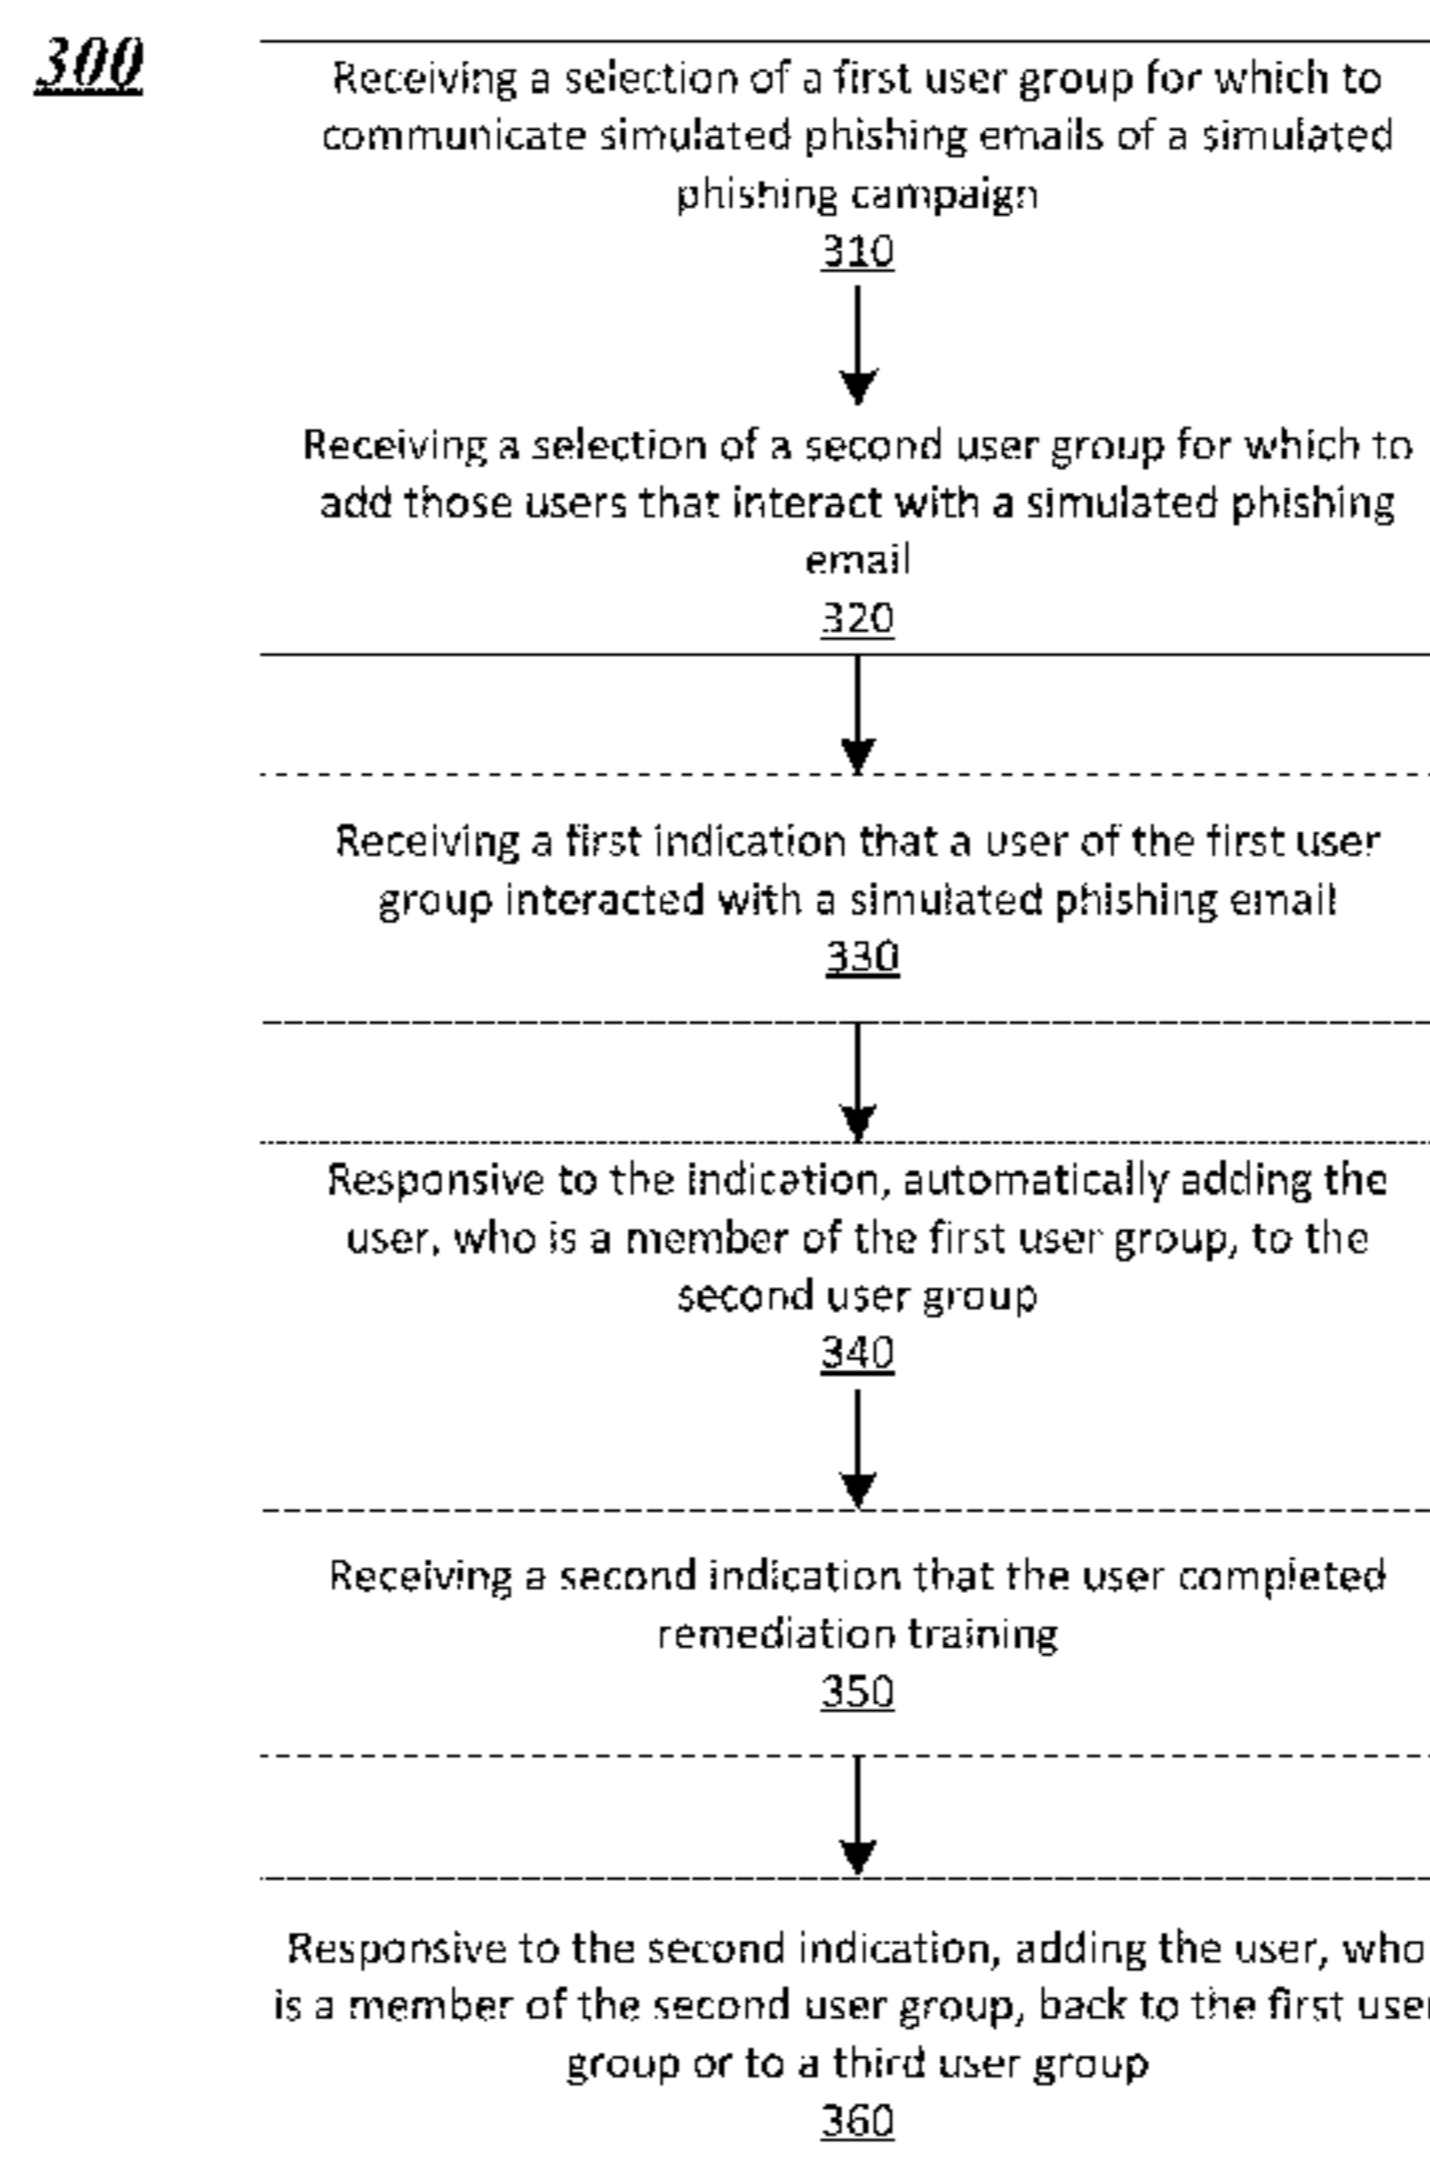 300
Receiving a selection of a first user group for which to
communicate simulated phishing emails of a simulated
phishing campaign
310
Receiving a selection of a second user group for which to
add those users that interact with a simulated phishing
email
320
Receiving a first indication that a user of the first user
group interacted with a simulated phishing email
330
Responsive to the indication, automatically adding the
user, who is a member of the first user group, to the
second user group
340
Receiving a second indication that the user completed
remediation training
350
Responsive to the second indication, adding the user, who
is a member of the second user group, back to the first user
group or to a third user group
360